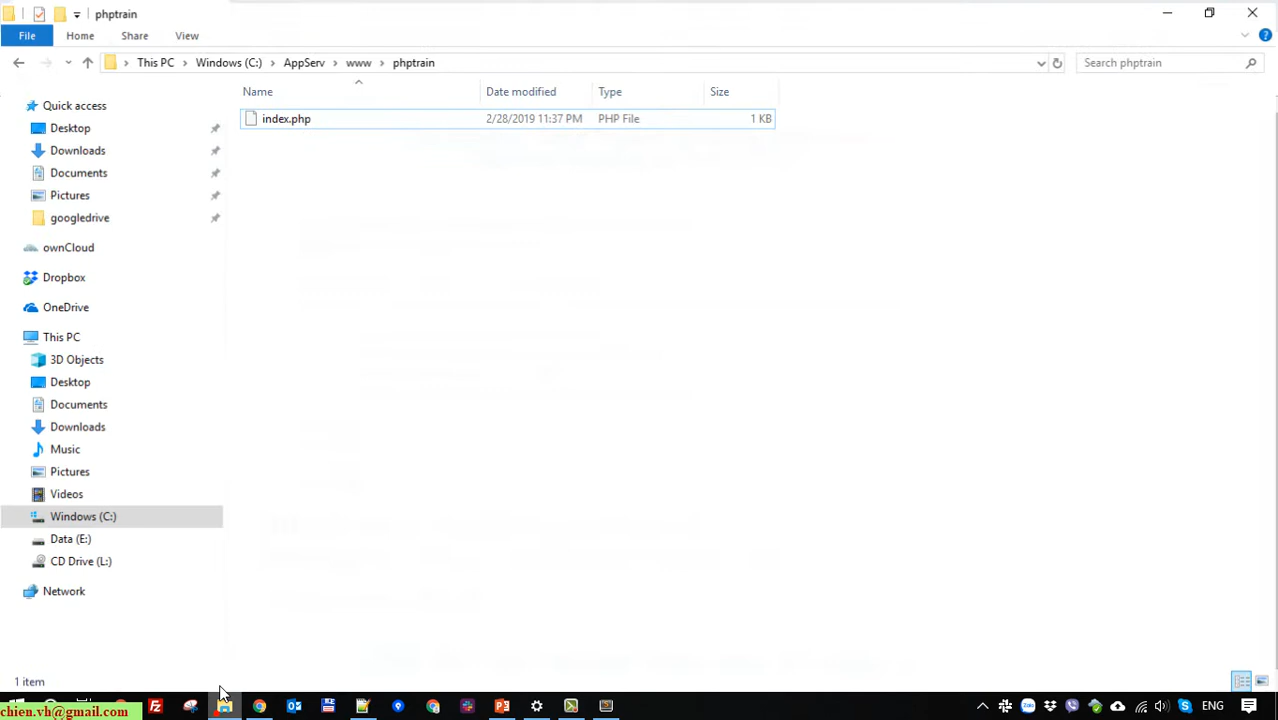 phptrain
File Home Share View
This PC Windows (C:) AppServ www phptrain
Search phptrain
Name Date modified Type Size
index.php 2/28/2019 11:37 PM PHP File 1 KB
Quick access
Desktop
Downloads
Documents
Pictures
googledrive
ownCloud
Dropbox
OneDrive
This PC
3D Objects
Desktop
Documents
Downloads
Music
Pictures
Videos
Windows (C:)
Data (E:)
CD Drive (L:)
Network
1 item
chien.vh@gmail.com
ENG